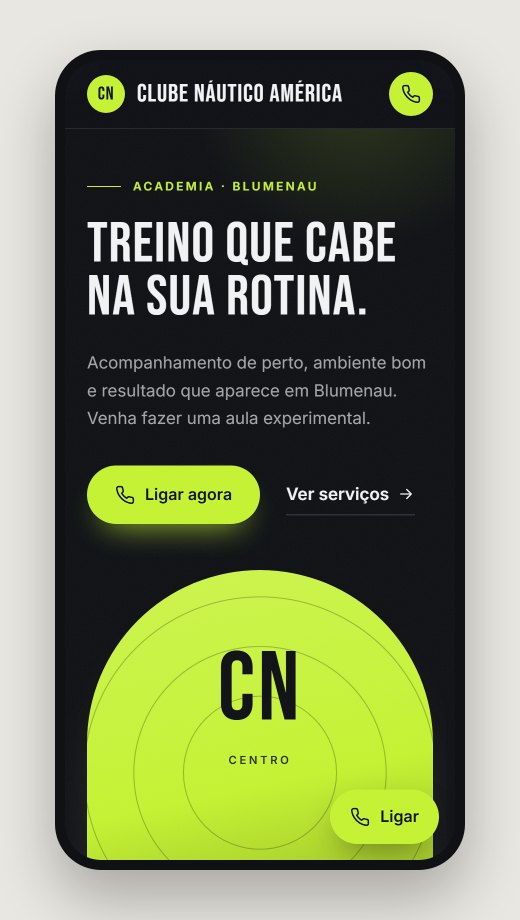 CN CLUBE NÁUTICO AMÉRICA
ACADEMIA · BLUMENAU
TREINO QUE CABE
NA SUA ROTINA.
Acompanhamento de perto, ambiente bom
e resultado que aparece em Blumenau.
Venha fazer uma aula experimental.
Ligar agora
Ver serviços →
CN
CENTRO
Ligar